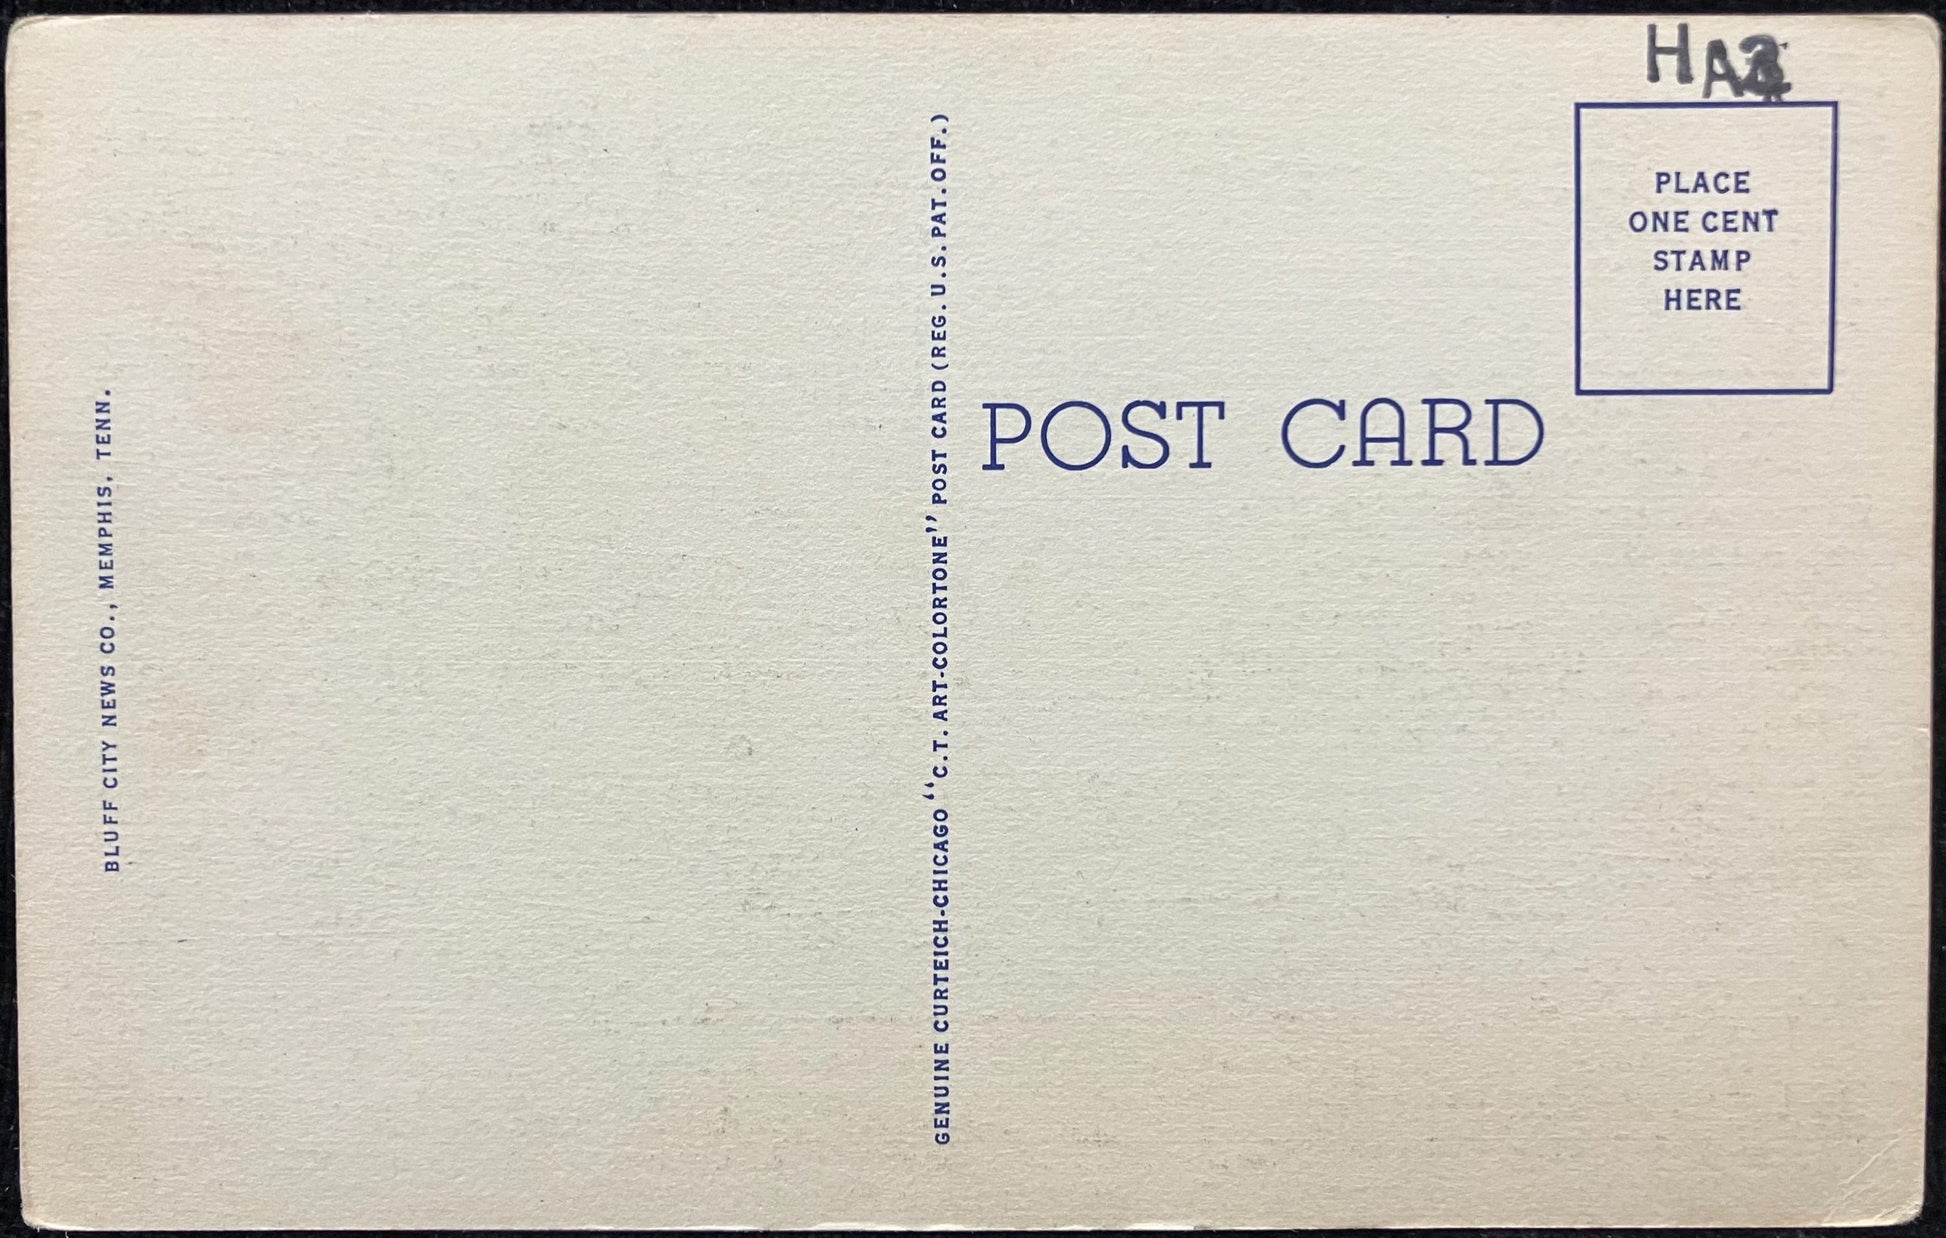 PLACE
ONE CENT
STAMP
HERE
POST CARD
BLUFF CITY NEWS CO., MEMPHIS, TENN.
GENUINE CURTEICH-CHICAGO "C.T. ART-COLORTONE" POST CARD (REG. U.S. PAT. OFF.)